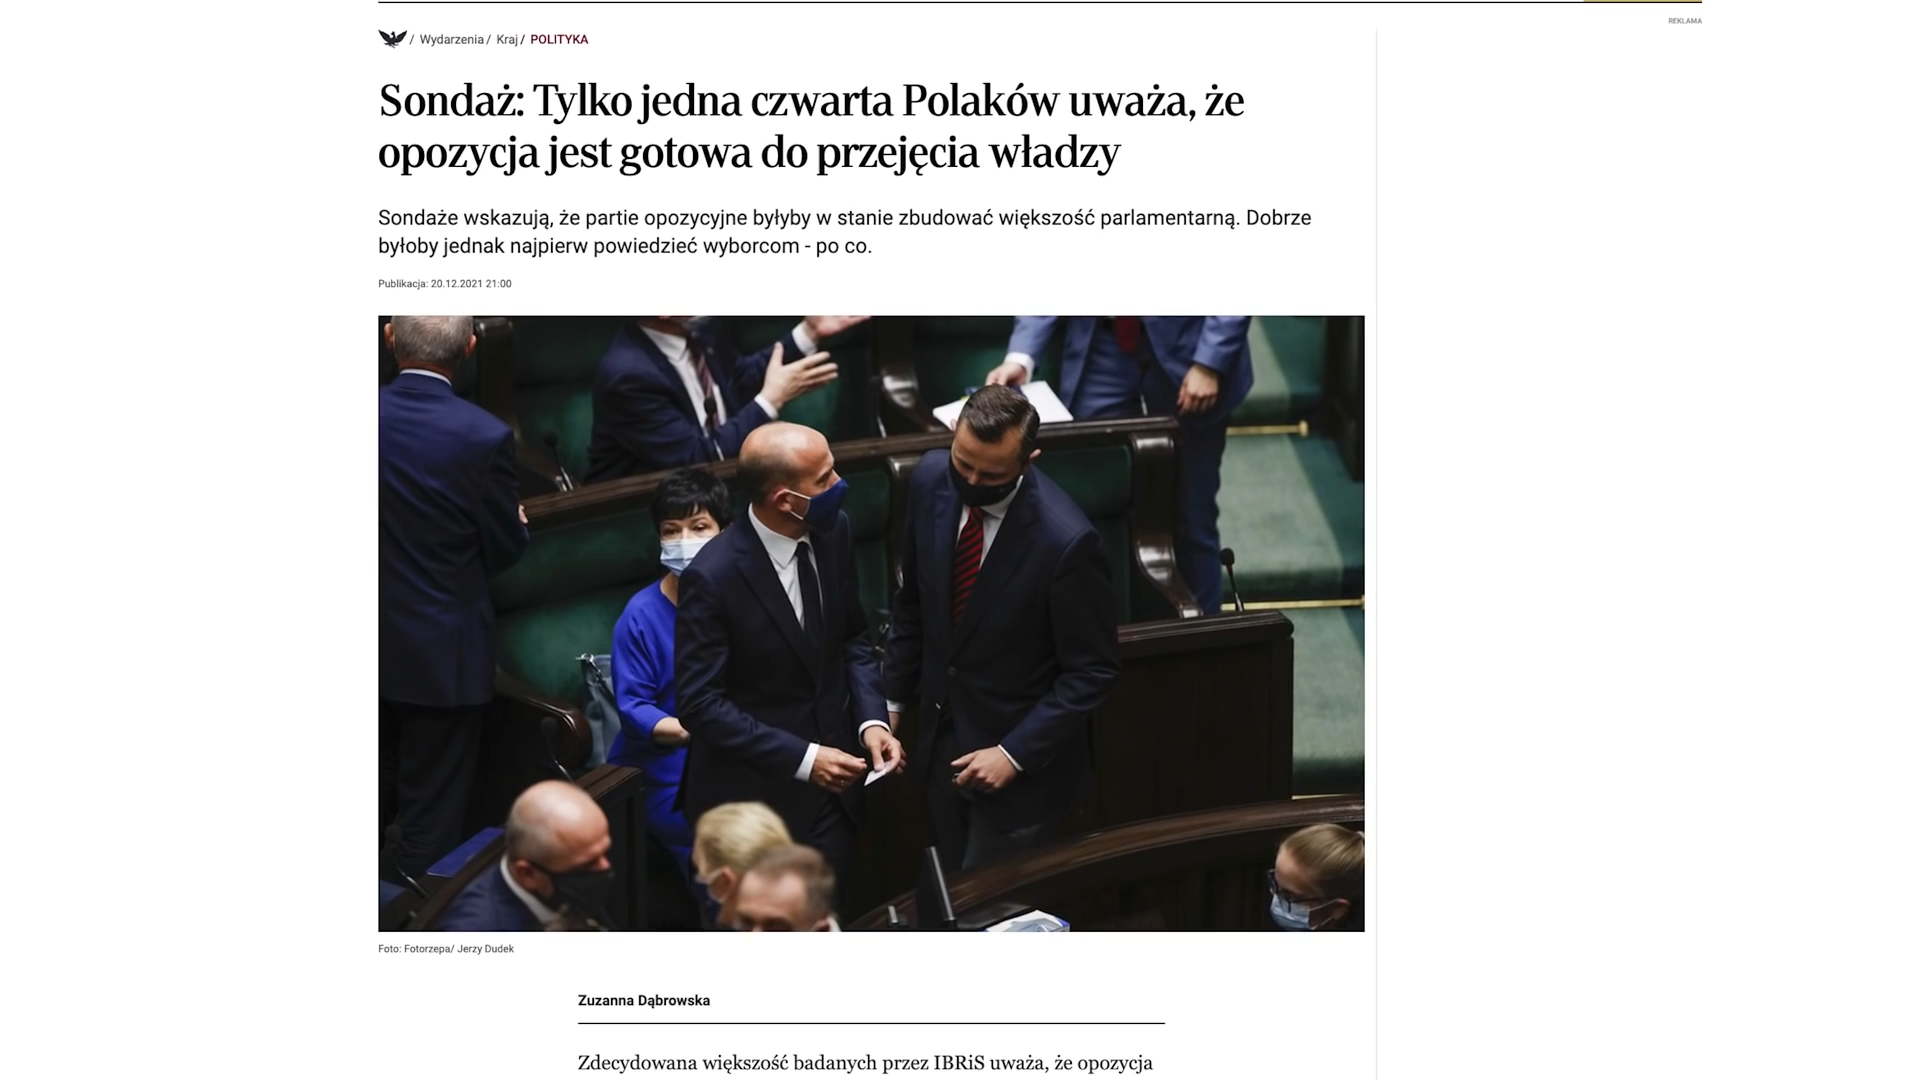 REKLAMA
/ Wydarzenia / Kraj / POLITYKA
Sondaż: Tylko jedna czwarta Polaków uważa, że
opozycja jest gotowa do przejęcia władzy
Sondaże wskazują, że partie opozycyjne byłyby w stanie zbudować większość parlamentarną. Dobrze
byłoby jednak najpierw powiedzieć wyborcom - po co.
Publikacja: 20.12.2021 21:00
Foto: Fotorzepa/ Jerzy Dudek
Zuzanna Dąbrowska
Zdecydowana większość badanych przez IBRiS uważa, że opozycja